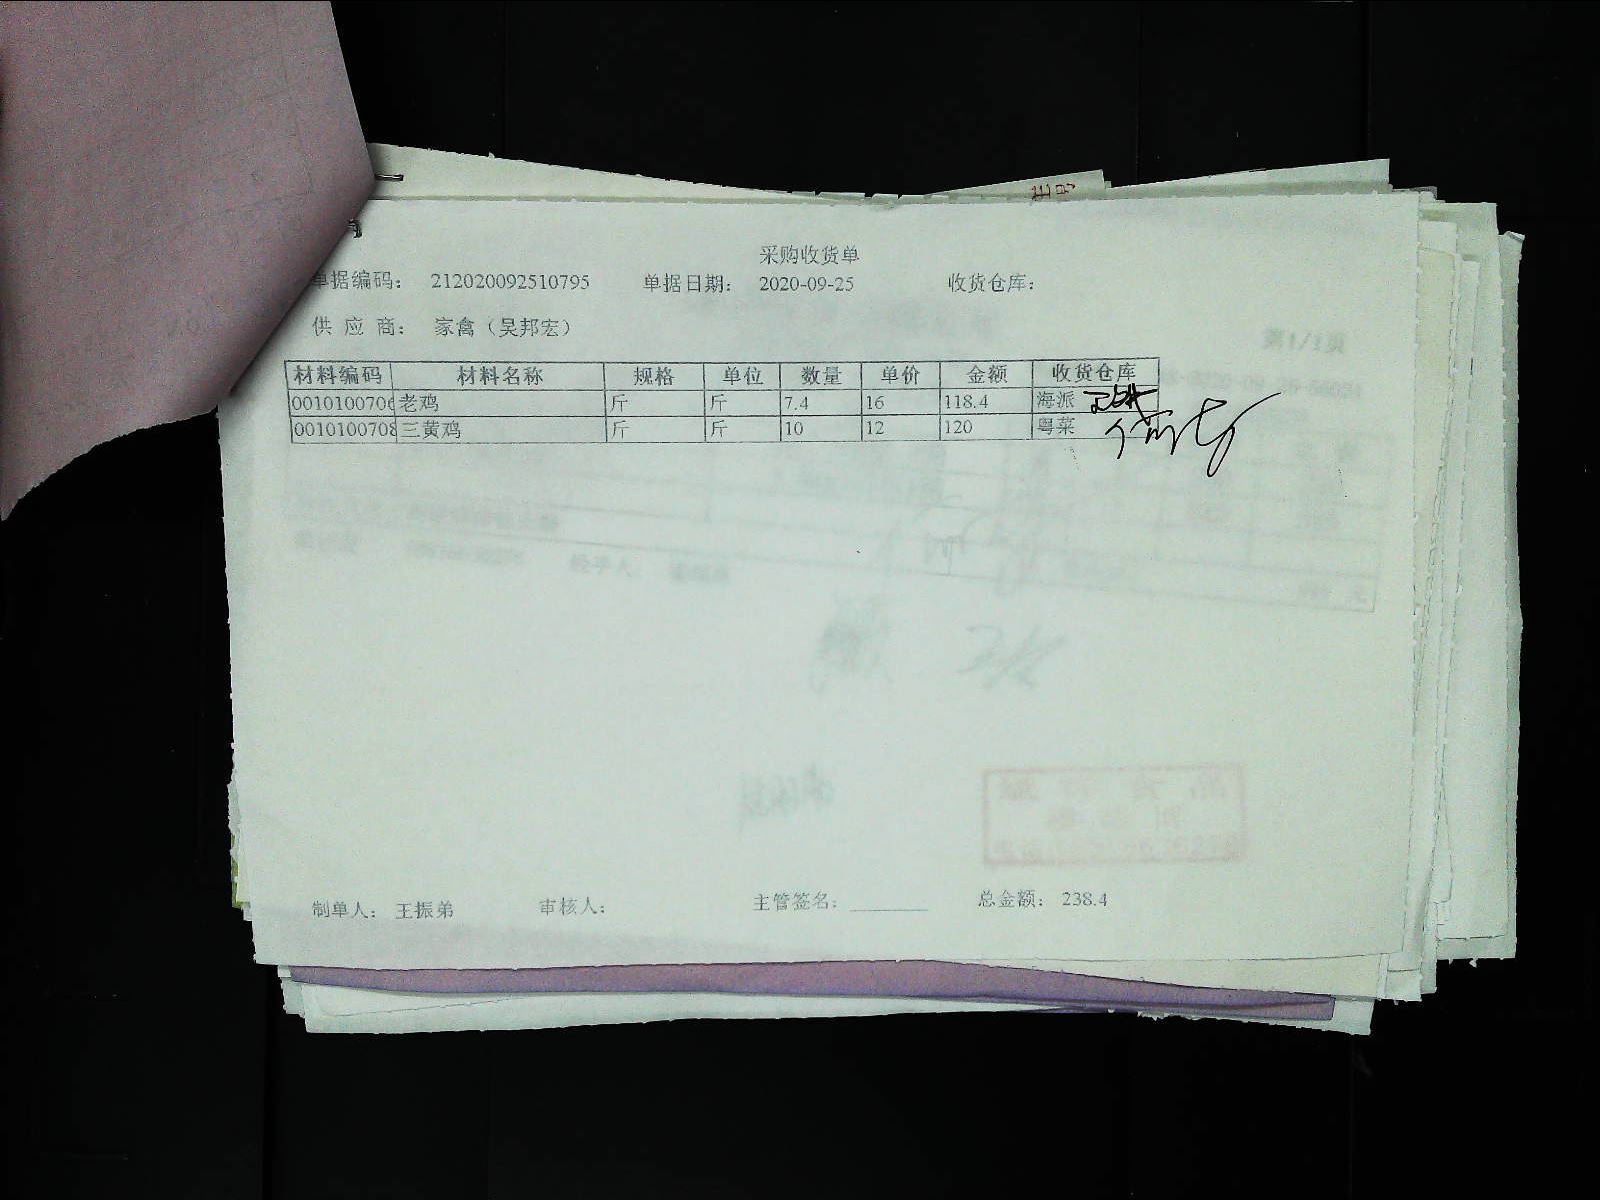 采购收货单
单据编码： 212020092510795 单据日期： 2020-09-25 收货仓库：
供 应 商： 家禽（吴邦宏）
材料编码 材料名称 规格 单位 数量 单价 金额 收货仓库
0010100706 老鸡 斤 斤 7.4 16 118.4 海派
0010100708 三黄鸡 斤 斤 10 12 120 粤菜
制单人： 王振弟 审核人： 主管签名： 总金额： 238.4